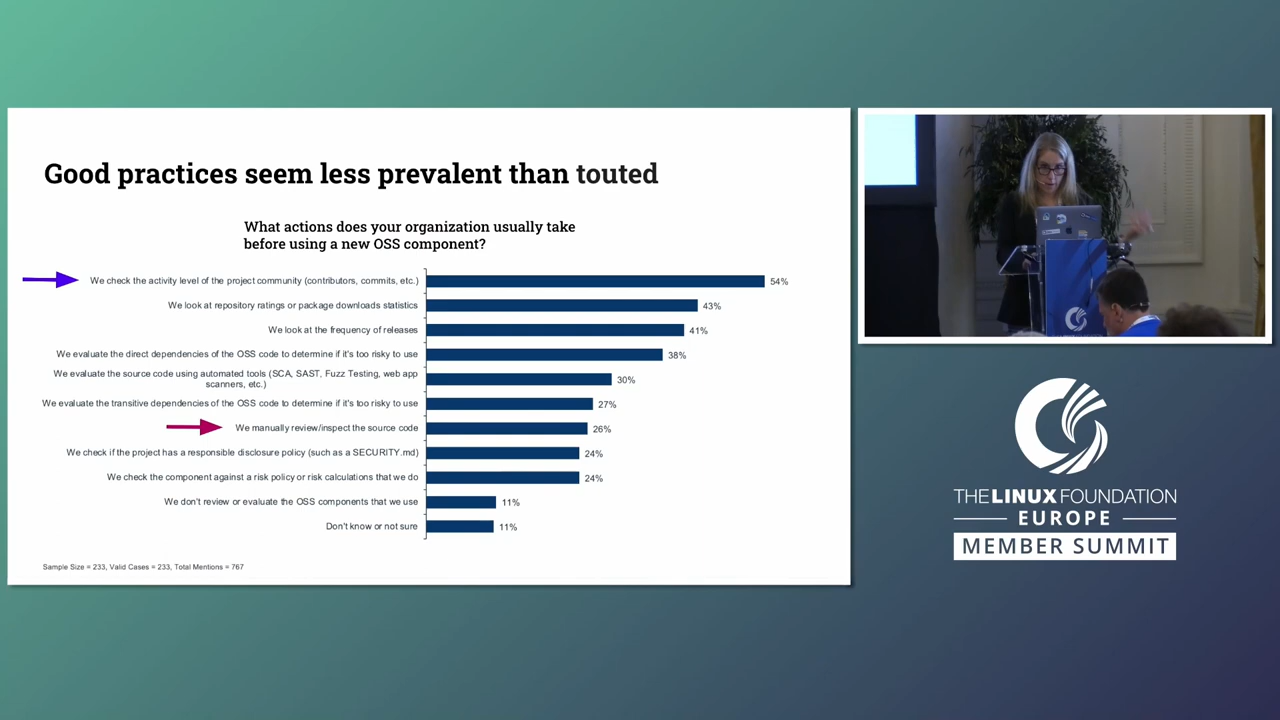 Good practices seem less prevalent than touted
What actions does your organization usually take
before using a new OSS component?
We check the activity level of the project community (contributors, commits, etc.)
54%
We look at repository ratings or package downloads statistics
43%
We look at the frequency of releases
41%
We evaluate the direct dependencies of the OSS code to determine if it's too risky to use
38%
We evaluate the source code using automated tools (SCA, SAST, Fuzz Testing, web app
scanners, etc.)
30%
We evaluate the transitive dependencies of the OSS code to determine if it's too risky to use
27%
We manually review/inspect the source code
26%
We check if the project has a responsible disclosure policy (such as a SECURITY.md)
24%
We check the component against a risk policy or risk calculations that we do
24%
We don't review or evaluate the OSS components that we use
11%
Don't know or not sure
11%
Sample Size = 233, Valid Cases = 233, Total Mentions = 767
THE LINUX FOUNDATION
EUROPE
MEMBER SUMMIT